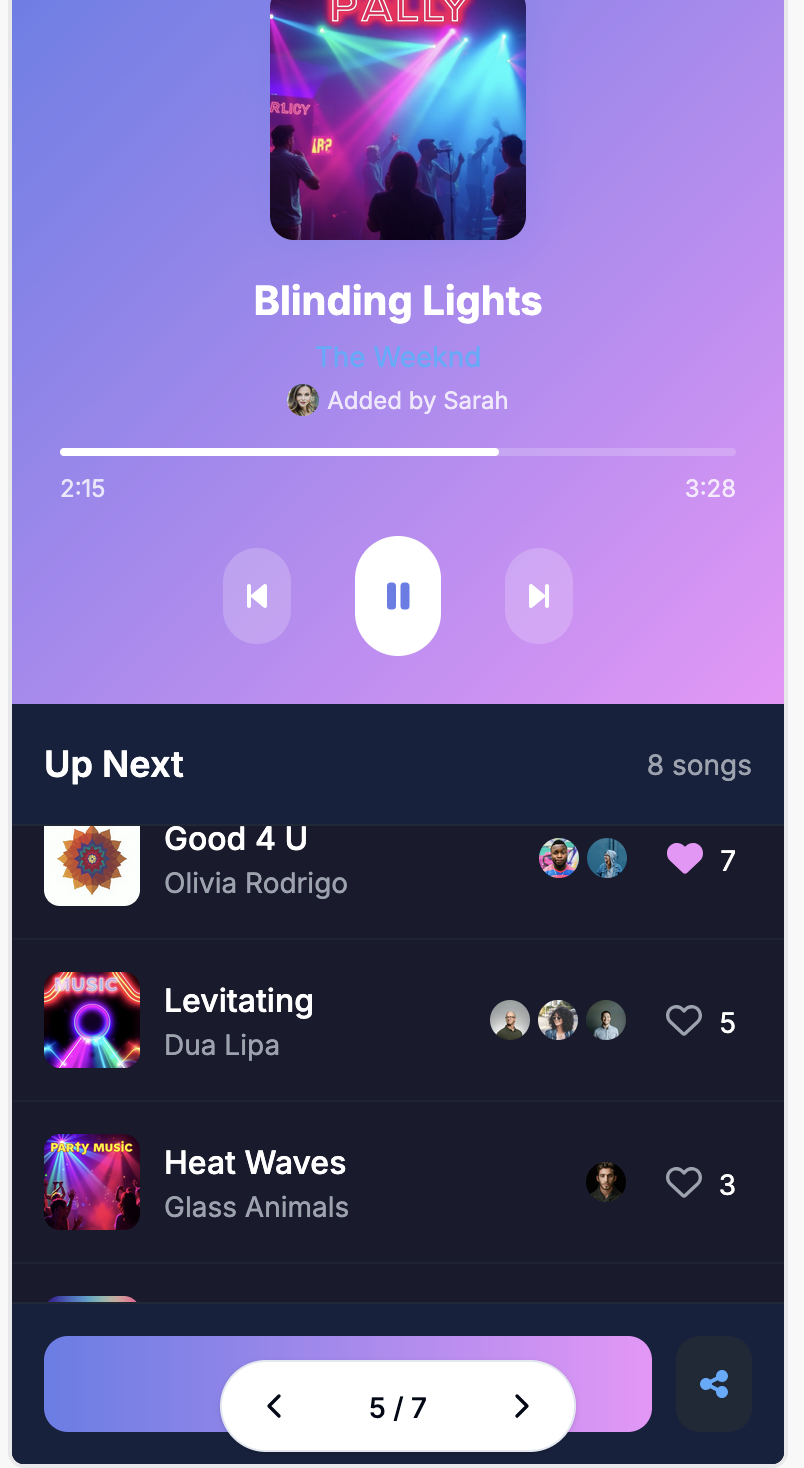 PALLY
Blinding Lights
The Weeknd
Added by Sarah
2:15
3:28
Up Next
8 songs
Good 4 U
Olivia Rodrigo
7
MUSIC
Levitating
Dua Lipa
5
PARTY MUSIC
Heat Waves
Glass Animals
3
5 / 7